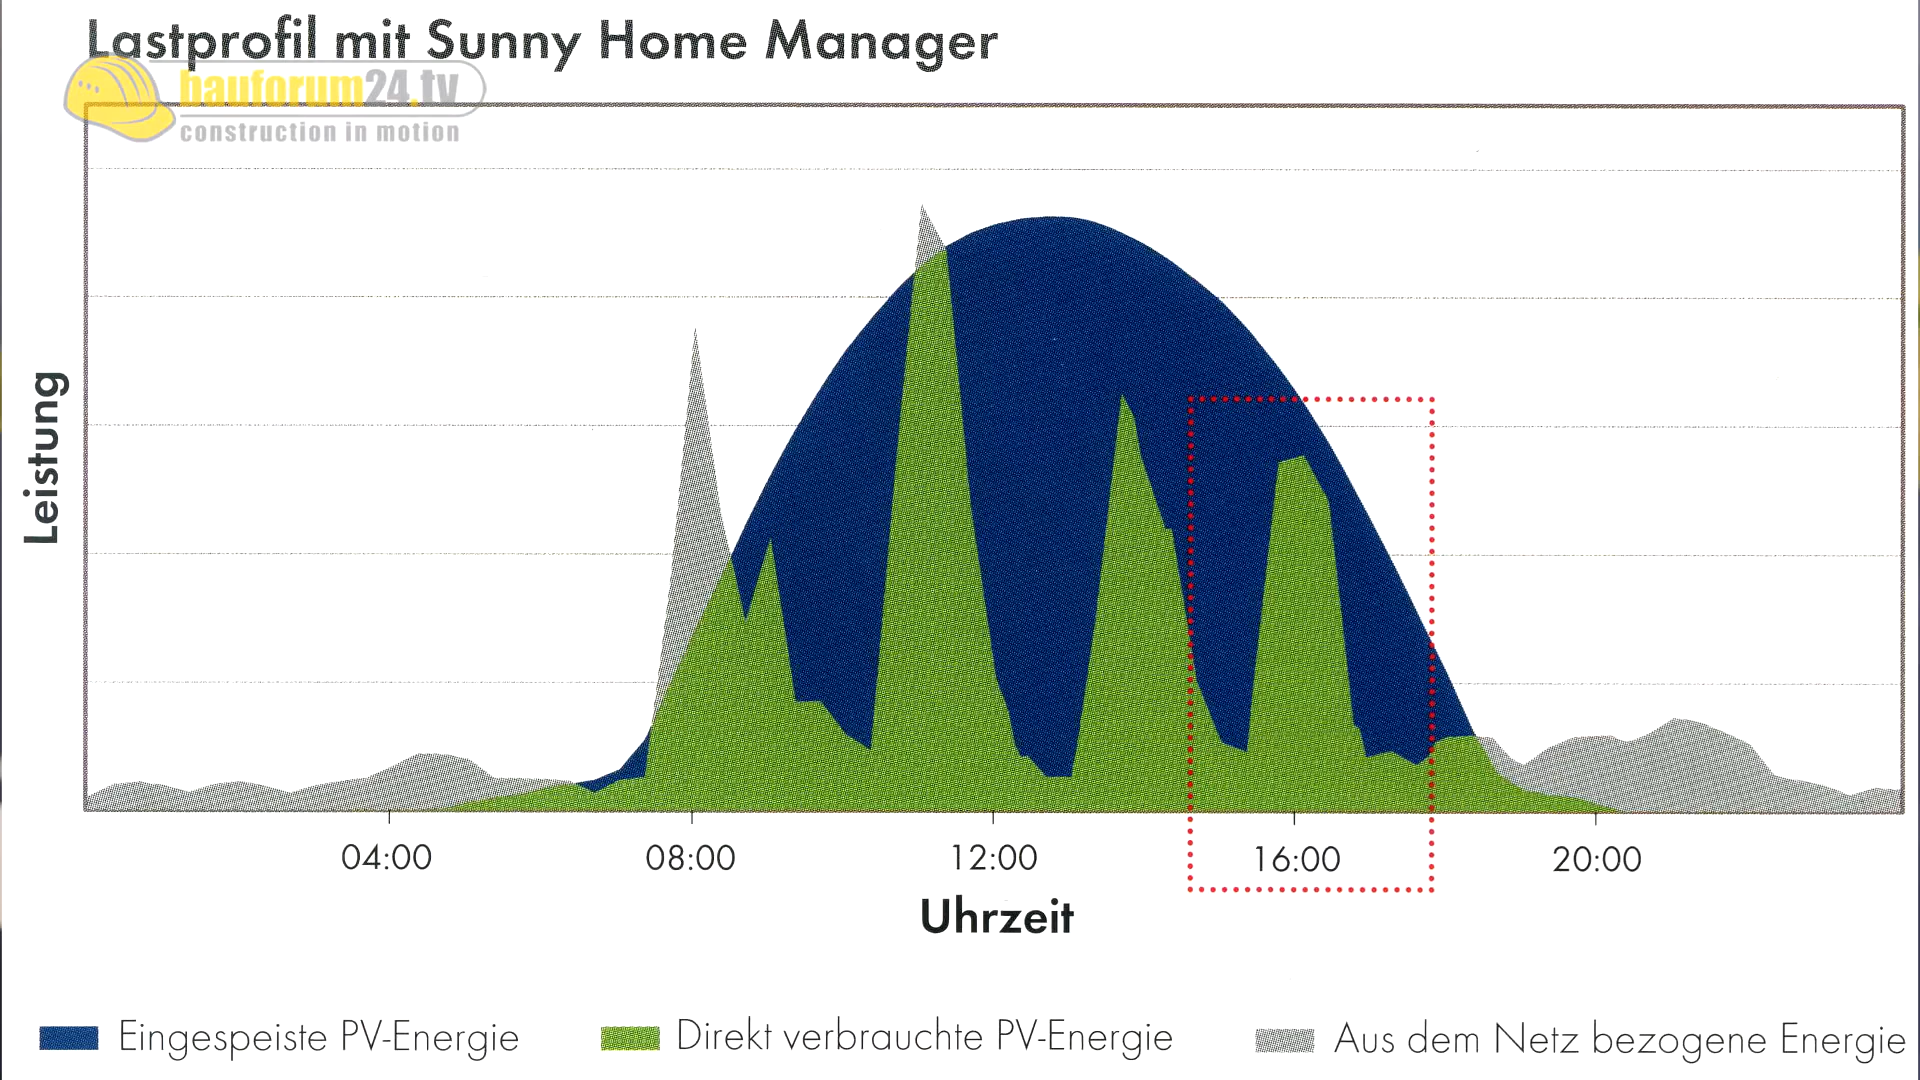 Lastprofil mit Sunny Home Manager
bauforum24.tv
construction in motion
Leistung
04:00 08:00 12:00 16:00 20:00
Uhrzeit
Eingespeiste PV-Energie Direkt verbrauchte PV-Energie Aus dem Netz bezogene Energie